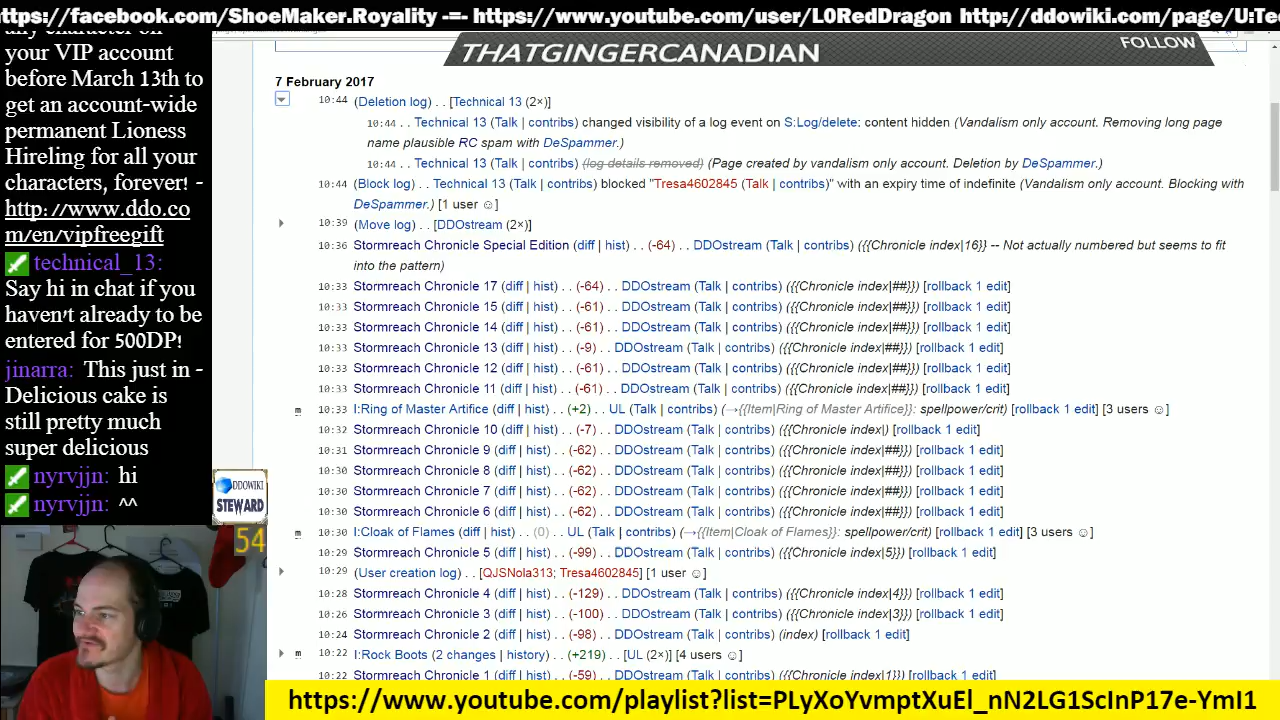 https://facebook.com/ShoeMaker.Royality -=- https://www.youtube.com/user/L0RedDragon http://ddowiki.com/page/U:Te
any character on
your VIP account
before March 13th to
get an account-wide
permanent Lioness
Hireling for all your
characters, forever! -
http://www.ddo.co
m/en/vipfreegift
technical_13:
Say hi in chat if you
haven't already to be
entered for 500DP!
jinarra: This just in -
Delicious cake is
still pretty much
super delicious
nyrvjjn: hi
nyrvjjn: ^^
DDOWIKI
STEWARD
54
THATGINGERCANADIAN
FOLLOW
7 February 2017
10:44 (Deletion log) . . [Technical 13 (2×)]
10:44 . . Technical 13 (Talk | contribs) changed visibility of a log event on S:Log/delete: content hidden (Vandalism only account. Removing long page
name plausible RC spam with DeSpammer.)
10:44 . . Technical 13 (Talk | contribs) (log details removed) (Page created by vandalism only account. Deletion by DeSpammer.)
10:44 (Block log) . . Technical 13 (Talk | contribs) blocked "Tresa4602845 (Talk | contribs)" with an expiry time of indefinite (Vandalism only account. Blocking with
DeSpammer.) [1 user ☺]
10:39 (Move log) . . [DDOstream (2×)]
10:36 Stormreach Chronicle Special Edition (diff | hist) . . (-64) . . DDOstream (Talk | contribs) ({{Chronicle index|16}} -- Not actually numbered but seems to fit
into the pattern)
10:33 Stormreach Chronicle 17 (diff | hist) . . (-64) . . DDOstream (Talk | contribs) ({{Chronicle index|##}}) [rollback 1 edit]
10:33 Stormreach Chronicle 15 (diff | hist) . . (-61) . . DDOstream (Talk | contribs) ({{Chronicle index|##}}) [rollback 1 edit]
10:33 Stormreach Chronicle 14 (diff | hist) . . (-61) . . DDOstream (Talk | contribs) ({{Chronicle index|##}}) [rollback 1 edit]
10:33 Stormreach Chronicle 13 (diff | hist) . . (-9) . . DDOstream (Talk | contribs) ({{Chronicle index|##}}) [rollback 1 edit]
10:33 Stormreach Chronicle 12 (diff | hist) . . (-61) . . DDOstream (Talk | contribs) ({{Chronicle index|##}}) [rollback 1 edit]
10:33 Stormreach Chronicle 11 (diff | hist) . . (-61) . . DDOstream (Talk | contribs) ({{Chronicle index|##}}) [rollback 1 edit]
m 10:33 I:Ring of Master Artifice (diff | hist) . . (+2) . . UL (Talk | contribs) (→{{Item|Ring of Master Artifice}}: spellpower/crit) [rollback 1 edit] [3 users ☺]
10:32 Stormreach Chronicle 10 (diff | hist) . . (-7) . . DDOstream (Talk | contribs) ({{Chronicle index|) [rollback 1 edit]
10:31 Stormreach Chronicle 9 (diff | hist) . . (-62) . . DDOstream (Talk | contribs) ({{Chronicle index|##}}) [rollback 1 edit]
10:30 Stormreach Chronicle 8 (diff | hist) . . (-62) . . DDOstream (Talk | contribs) ({{Chronicle index|##}}) [rollback 1 edit]
10:30 Stormreach Chronicle 7 (diff | hist) . . (-62) . . DDOstream (Talk | contribs) ({{Chronicle index|##}}) [rollback 1 edit]
10:30 Stormreach Chronicle 6 (diff | hist) . . (-62) . . DDOstream (Talk | contribs) ({{Chronicle index|##}}) [rollback 1 edit]
m 10:30 I:Cloak of Flames (diff | hist) . . (0) . . UL (Talk | contribs) (→{{Item|Cloak of Flames}}: spellpower/crit) [rollback 1 edit] [3 users ☺]
10:29 Stormreach Chronicle 5 (diff | hist) . . (-99) . . DDOstream (Talk | contribs) ({{Chronicle index|5}}) [rollback 1 edit]
10:29 (User creation log) . . [QJSNola313; Tresa4602845] [1 user ☺]
10:28 Stormreach Chronicle 4 (diff | hist) . . (-129) . . DDOstream (Talk | contribs) ({{Chronicle index|4}}) [rollback 1 edit]
10:26 Stormreach Chronicle 3 (diff | hist) . . (-100) . . DDOstream (Talk | contribs) ({{Chronicle index|3}}) [rollback 1 edit]
10:24 Stormreach Chronicle 2 (diff | hist) . . (-98) . . DDOstream (Talk | contribs) (index) [rollback 1 edit]
m 10:22 I:Rock Boots (2 changes | history) . . (+219) . . [UL (2×)] [4 users ☺]
10:22 Stormreach Chronicle 1 (diff | hist) . . (-59) . . DDOstream (Talk | contribs) ({{Chronicle index|1}}) [rollback 1 edit]
https://www.youtube.com/playlist?list=PLyXoYvmptXuEl_nN2LG1ScInP17e-YmI1